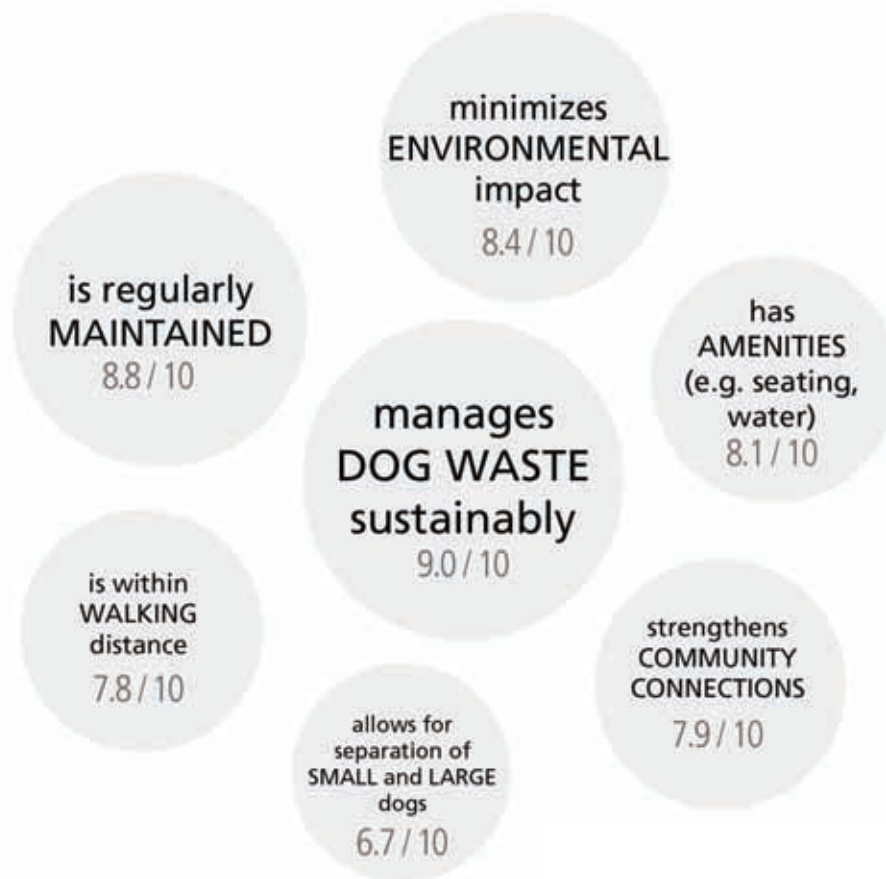 minimizes
ENVIRONMENTAL
impact
8.4 / 10
is regularly
MAINTAINED
8.8 / 10
has
AMENITIES
(e.g. seating,
water)
8.1 / 10
manages
DOG WASTE
sustainably
9.0 / 10
is within
WALKING
distance
7.8 / 10
strengthens
COMMUNITY
CONNECTIONS
7.9 / 10
allows for
separation of
SMALL and LARGE
dogs
6.7 / 10